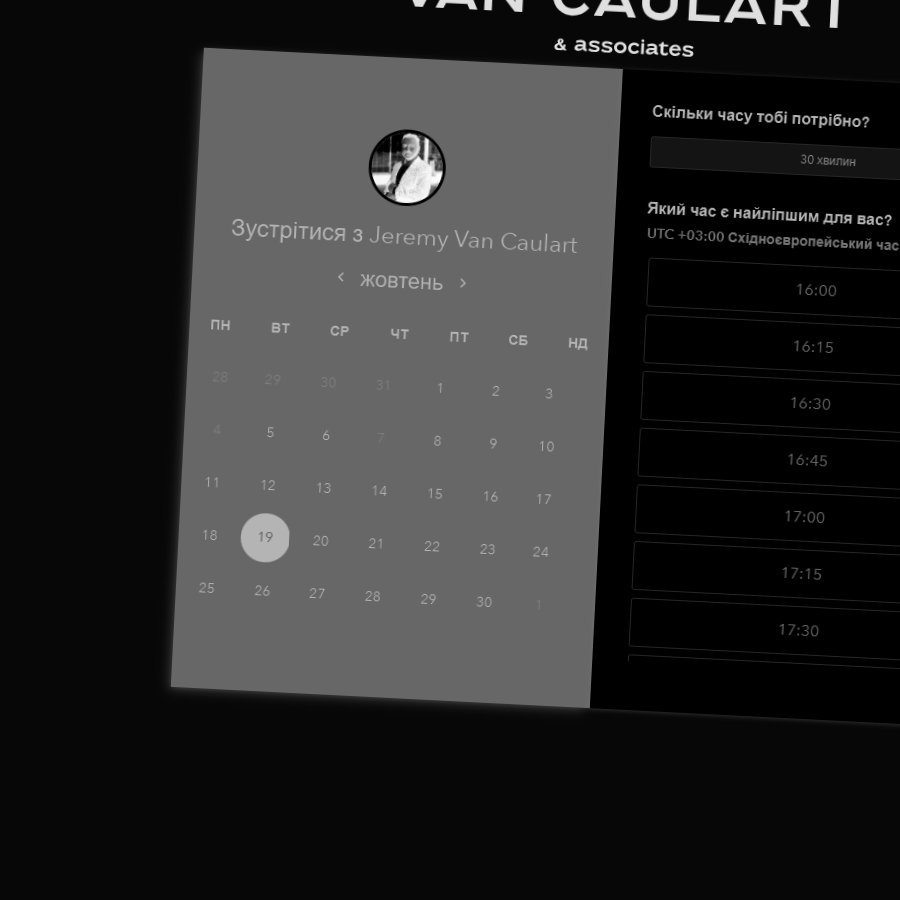 VAN CAULART
& associates
Зустрітися з Jeremy Van Caulart
жовтень
ПН ВТ СР ЧТ ПТ СБ НД
28 29 30 31 1 2 3
4 5 6 7 8 9 10
11 12 13 14 15 16 17
18 19 20 21 22 23 24
25 26 27 28 29 30 1
Скільки часу тобі потрібно?
30 хвилин
Який час є найліпшим для вас?
UTC +03:00 Східноєвропейський час
16:00
16:15
16:30
16:45
17:00
17:15
17:30